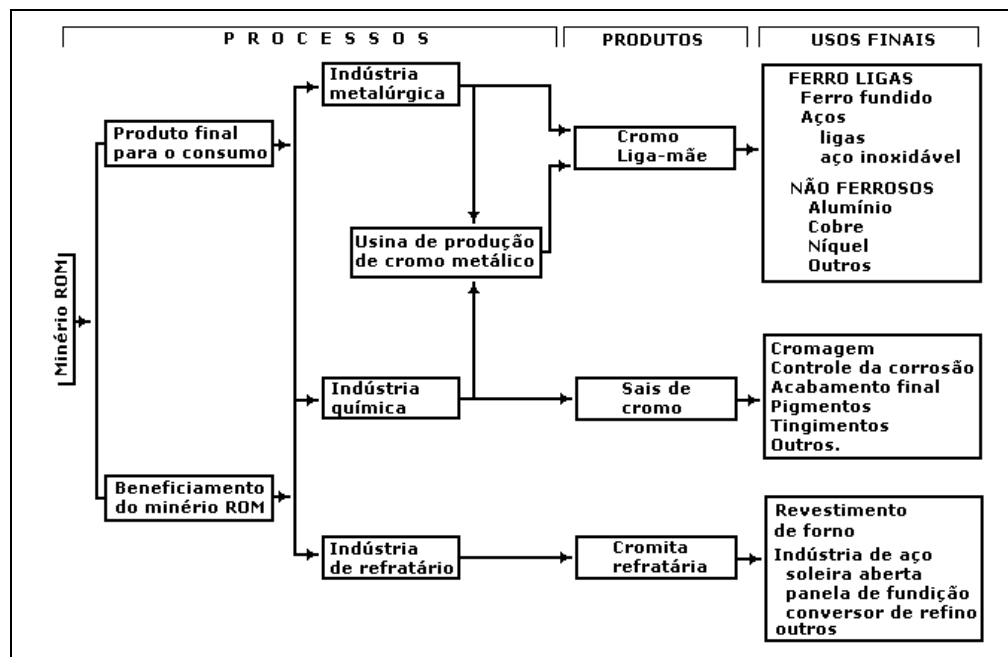 PROCESSOS
PRODUTOS
USOS FINAIS
Minério ROM
Produto final
para o consumo
Beneficiamento
do minério ROM
Indústria
metalúrgica
Usina de produção
de cromo metálico
Indústria
química
Indústria
de refratário
Cromo
Liga-mãe
Sais de
cromo
Cromita
refratária
FERRO LIGAS
Ferro fundido
Aços
ligas
aço inoxidável
NÃO FERROSOS
Alumínio
Cobre
Níquel
Outros
Cromagem
Controle da corrosão
Acabamento final
Pigmentos
Tingimentos
Outros.
Revestimento
de forno
Indústria de aço
soleira aberta
panela de fundição
conversor de refino
outros